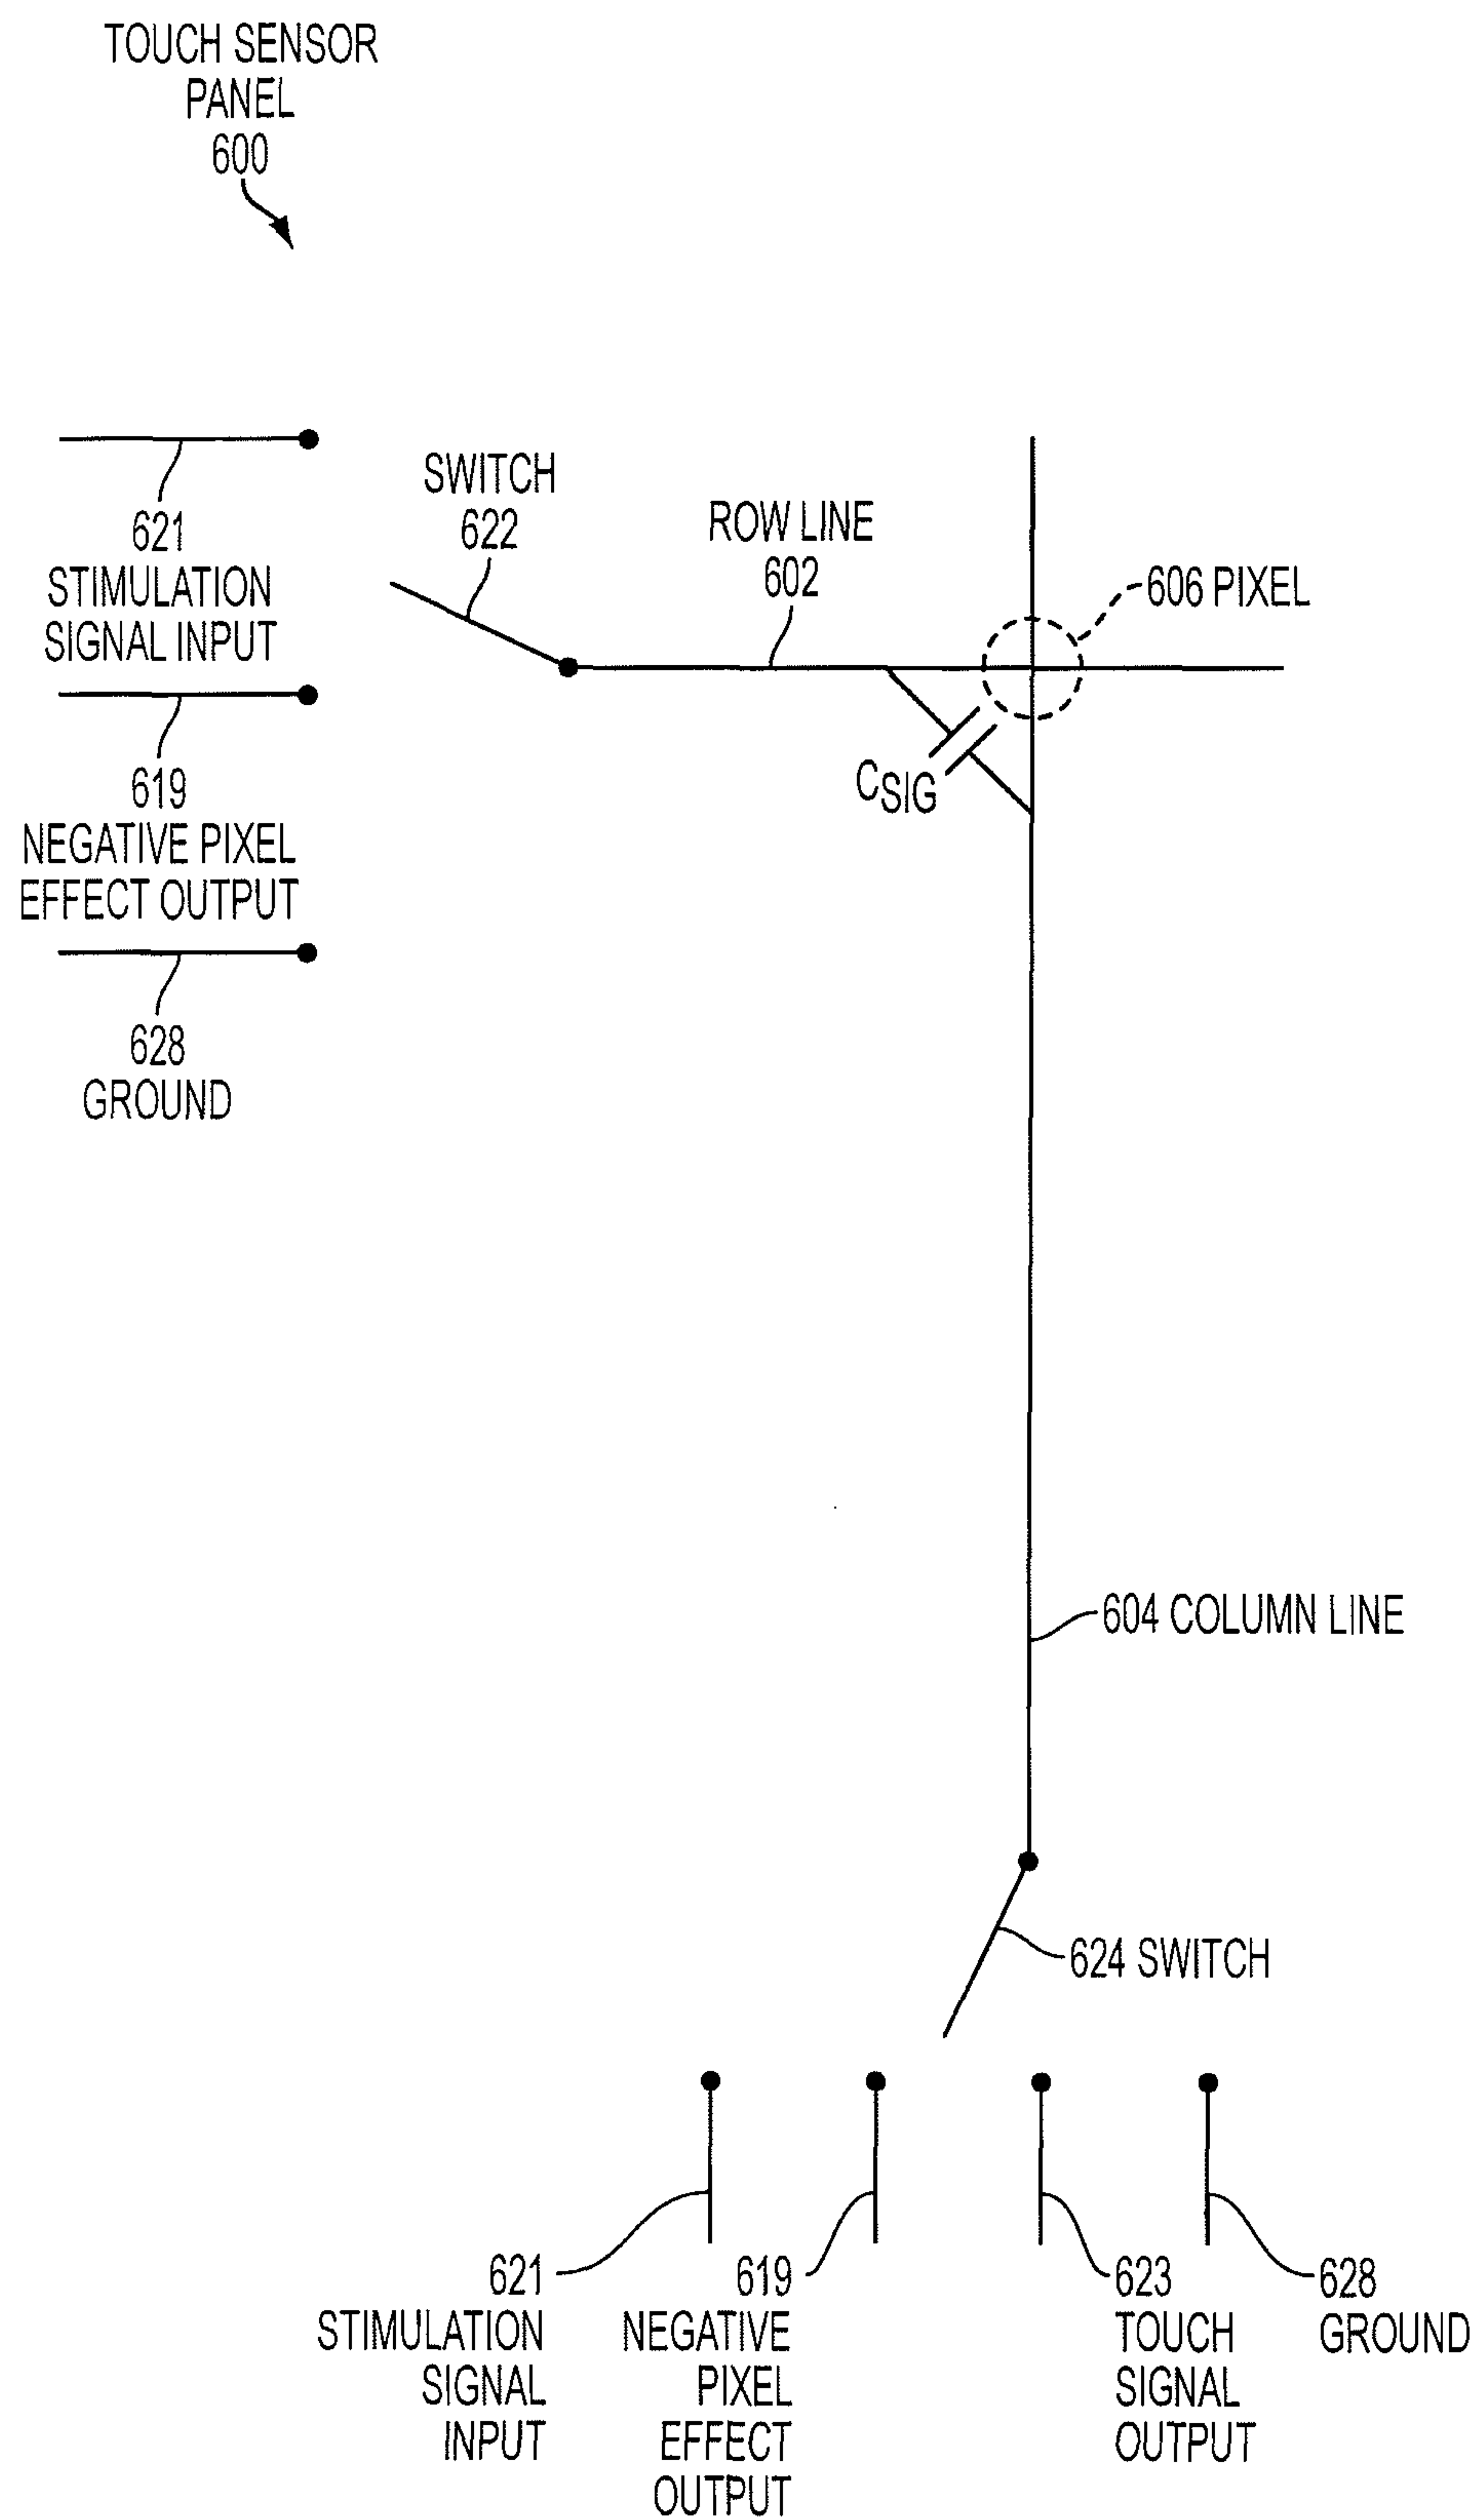 TOUCH SENSOR
PANEL
600
621
STIMULATION
SIGNAL INPUT
SWITCH
622
ROW LINE
602
606 PIXEL
CSIG
619
NEGATIVE PIXEL
EFFECT OUTPUT
628
GROUND
604 COLUMN LINE
624 SWITCH
621
STIMULATION
SIGNAL
INPUT
619
NEGATIVE
PIXEL
EFFECT
OUTPUT
623
TOUCH
SIGNAL
OUTPUT
628
GROUND